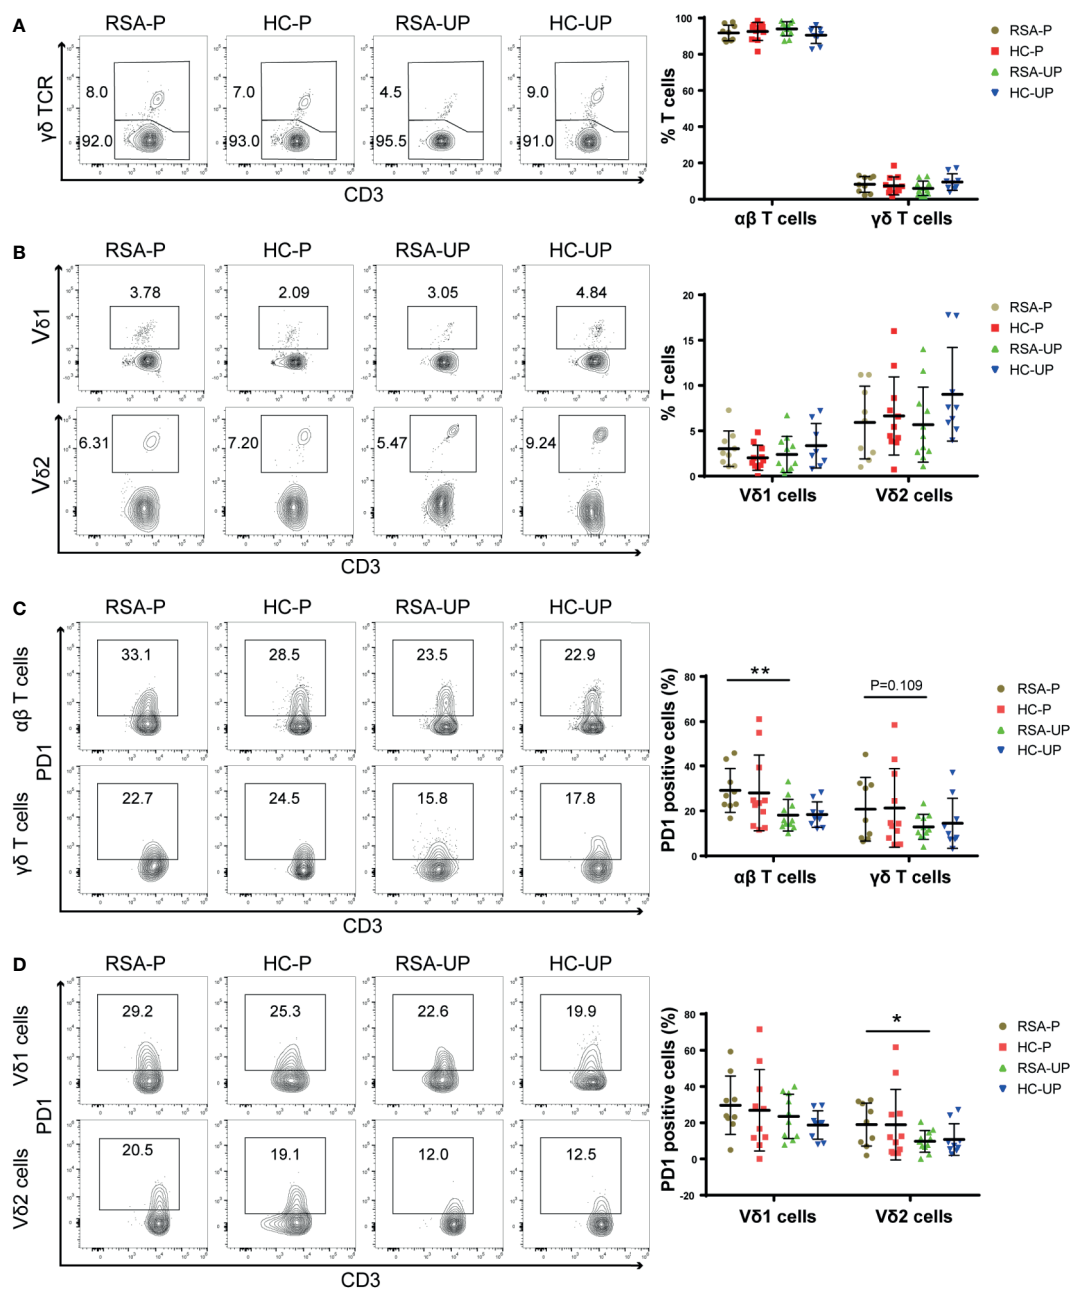 A
RSA-P HC-P RSA-UP HC-UP
γδ TCR
8.0 7.0 4.5 9.0
92.0 93.0 95.5 91.0
CD3
% T cells
100
80
60
40
20
0
αβ T cells γδ T cells
RSA-P
HC-P
RSA-UP
HC-UP
B
RSA-P HC-P RSA-UP HC-UP
Vδ1
3.78 2.09 3.05 4.84
Vδ2
6.31 7.20 5.47 9.24
CD3
% T cells
20
15
10
5
0
Vδ1 cells Vδ2 cells
RSA-P
HC-P
RSA-UP
HC-UP
C
RSA-P HC-P RSA-UP HC-UP
PD1
αβ T cells
33.1 28.5 23.5 22.9
γδ T cells
22.7 24.5 15.8 17.8
CD3
PD1 positive cells (%)
80
60
40
20
0
** P=0.109
αβ T cells γδ T cells
RSA-P
HC-P
RSA-UP
HC-UP
D
RSA-P HC-P RSA-UP HC-UP
PD1
Vδ1 cells
29.2 25.3 22.6 19.9
Vδ2 cells
20.5 19.1 12.0 12.5
CD3
PD1 positive cells (%)
80
60
40
20
0
-20
*
Vδ1 cells Vδ2 cells
RSA-P
HC-P
RSA-UP
HC-UP